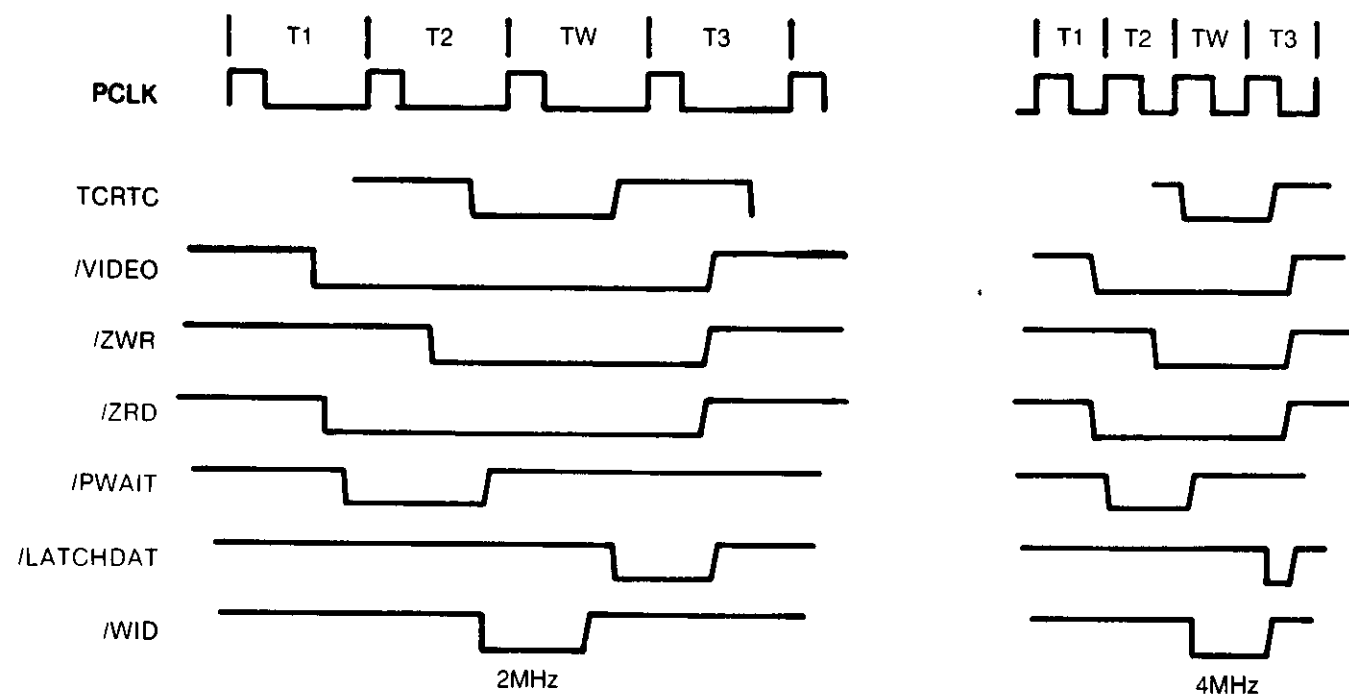 T1 T2 TW T3 T1 T2 TW T3
PCLK
TCRTC
/VIDEO
/ZWR
/ZRD
/PWAIT
/LATCHDAT
/WID
2MHz 4MHz